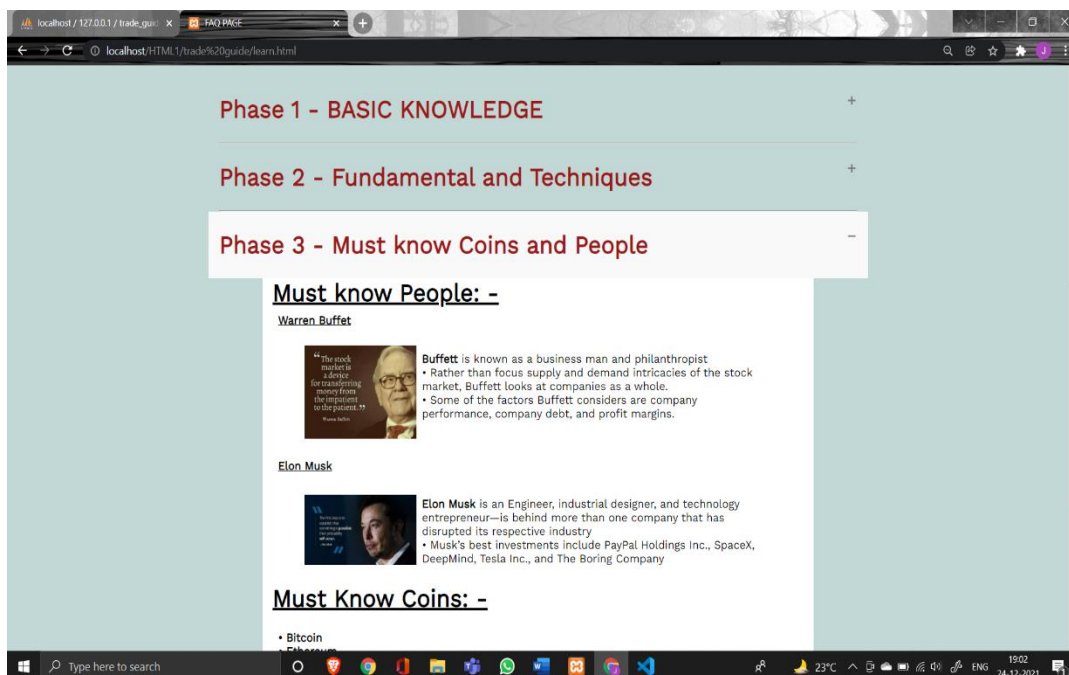 localhost / 127.0.0.1 / trade_guid
FAQ PAGE
localhost/HTML1/trade%20guide/learn.html
J
Phase 1 - BASIC KNOWLEDGE
+
Phase 2 - Fundamental and Techniques
+
Phase 3 - Must know Coins and People
−
Must know People: -
Warren Buffet
“The stock
market is
a device
for transferring
money from
the impatient
to the patient.”
Warren Buffett
Buffett is known as a business man and philanthropist
• Rather than focus supply and demand intricacies of the stock
market, Buffett looks at companies as a whole.
• Some of the factors Buffett considers are company
performance, company debt, and profit margins.
Elon Musk
Elon Musk is an Engineer, industrial designer, and technology
entrepreneur—is behind more than one company that has
disrupted its respective industry
• Musk's best investments include PayPal Holdings Inc., SpaceX,
DeepMind, Tesla Inc., and The Boring Company
Must Know Coins: -
• Bitcoin
• Ethereum
Type here to search
23°C
ENG
19:02
24-12-2021